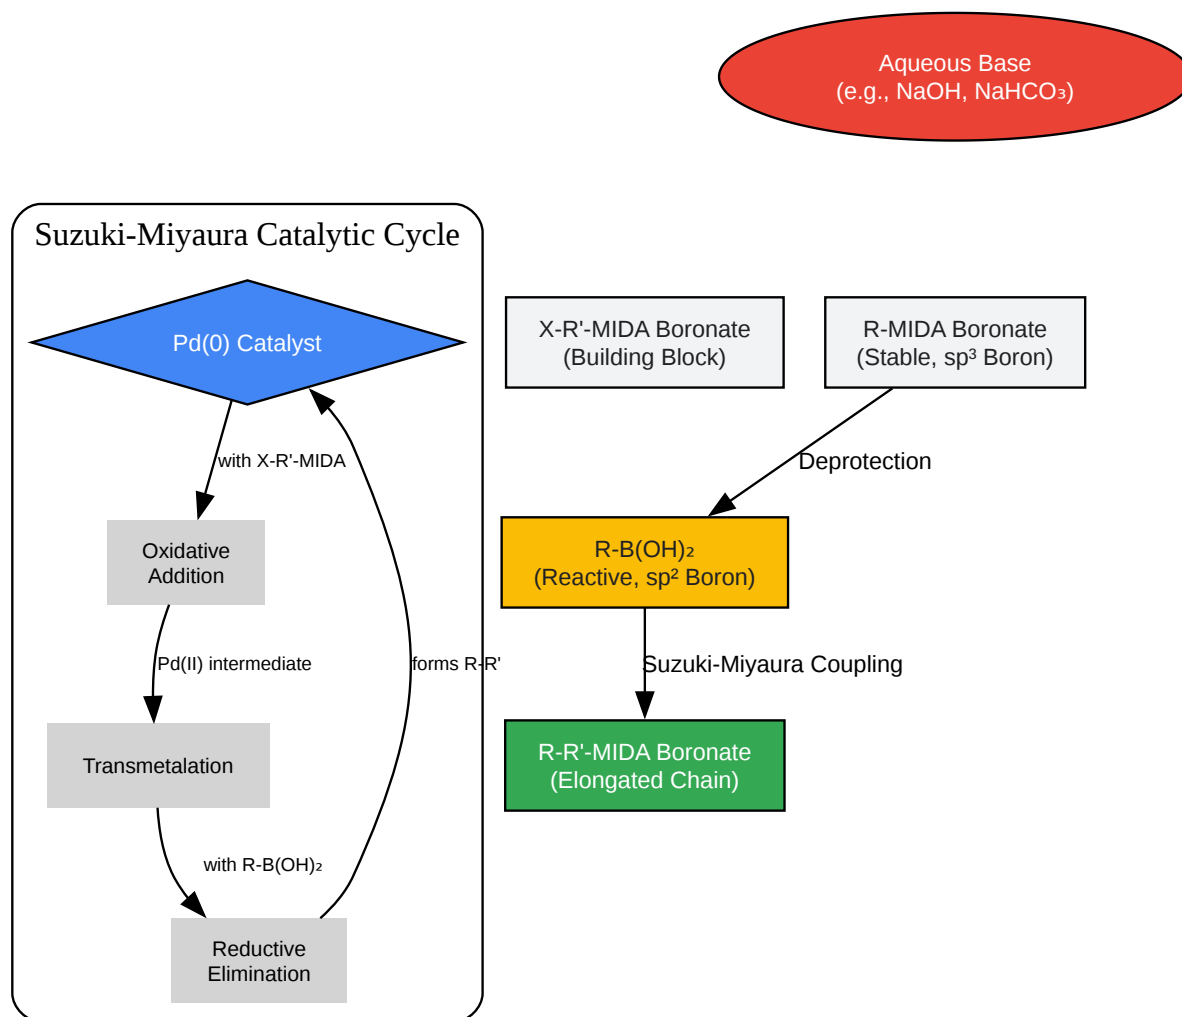 Aqueous Base
(e.g., NaOH, NaHCO₃)
Suzuki-Miyaura Catalytic Cycle
Pd(0) Catalyst
X-R'-MIDA Boronate
(Building Block)
R-MIDA Boronate
(Stable, sp³ Boron)
with X-R'-MIDA
Deprotection
Oxidative
Addition
R-B(OH)₂
(Reactive, sp² Boron)
Pd(II) intermediate
forms R-R'
Suzuki-Miyaura Coupling
Transmetalation
R-R'-MIDA Boronate
(Elongated Chain)
with R-B(OH)₂
Reductive
Elimination